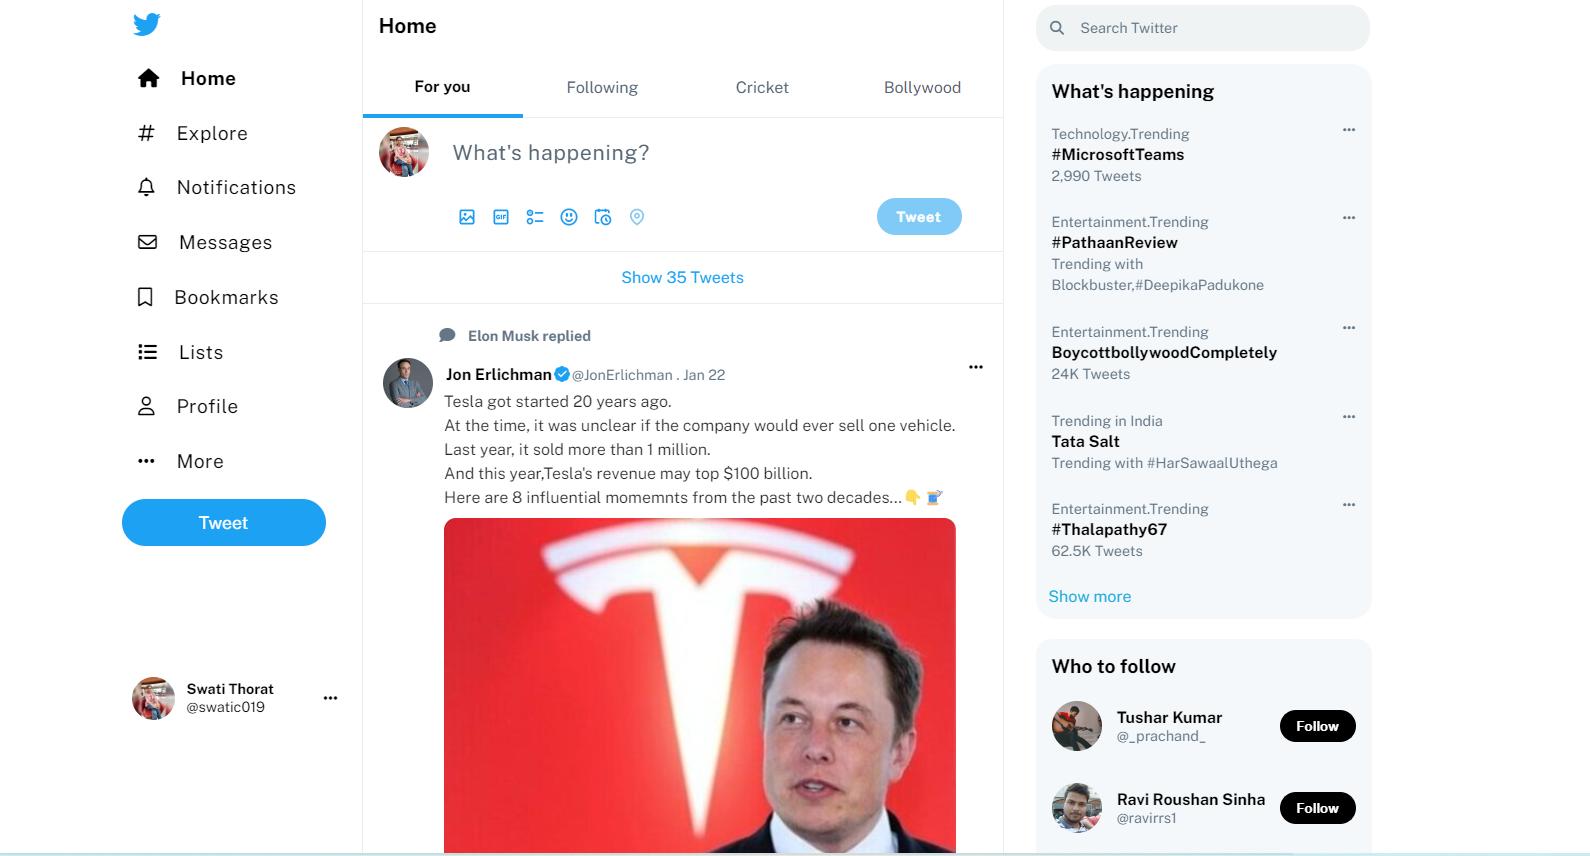 Home
Explore
Notifications
Messages
Bookmarks
Lists
Profile
More
Tweet
Swati Thorat
@swatic019
Home
For you
Following
Cricket
Bollywood
What's happening?
GIF
Tweet
Show 35 Tweets
Elon Musk replied
Jon Erlichman @JonErlichman . Jan 22
Tesla got started 20 years ago.
At the time, it was unclear if the company would ever sell one vehicle.
Last year, it sold more than 1 million.
And this year,Tesla's revenue may top $100 billion.
Here are 8 influential momemnts from the past two decades...👇 🧵
Search Twitter
What's happening
Technology.Trending
#MicrosoftTeams
2,990 Tweets
Entertainment.Trending
#PathaanReview
Trending with
Blockbuster,#DeepikaPadukone
Entertainment.Trending
BoycottbollywoodCompletely
24K Tweets
Trending in India
Tata Salt
Trending with #HarSawaalUthega
Entertainment.Trending
#Thalapathy67
62.5K Tweets
Show more
Who to follow
Tushar Kumar
@_prachand_
Follow
Ravi Roushan Sinha
@ravirrs1
Follow